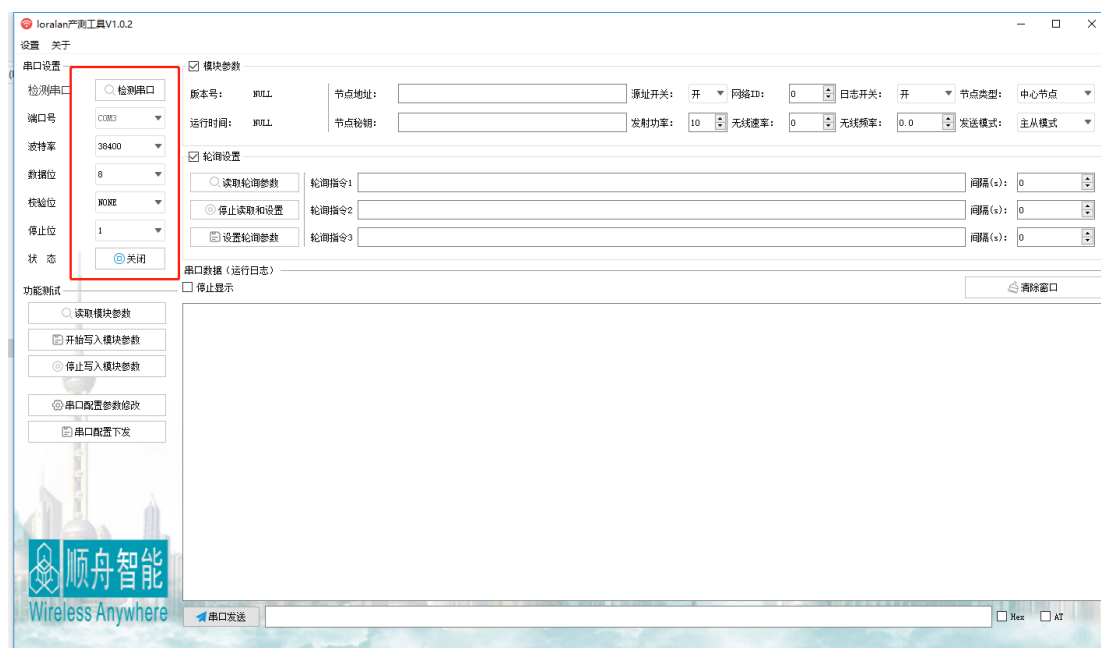 loralan产测工具V1.0.2
设置 关于
串口设置
检测串口 检测串口
端口号 COM3
波特率 38400
数据位 8
校验位 NONE
停止位 1
状 态 关闭
功能测试
读取模块参数
开始写入模块参数
停止写入模块参数
串口配置参数修改
串口配置下发
顺舟智能
Wireless Anywhere
模块参数
版本号: NULL 节点地址: 源址开关: 开 网络ID: 0 日志开关: 开 节点类型: 中心节点
运行时间: NULL 节点秘钥: 发射功率: 10 无线速率: 0 无线频率: 0.0 发送模式: 主从模式
轮询设置
读取轮询参数 轮询指令1 间隔(s): 0
停止读取和设置 轮询指令2 间隔(s): 0
设置轮询参数 轮询指令3 间隔(s): 0
串口数据(运行日志)
停止显示 清除窗口
串口发送 Hex AT